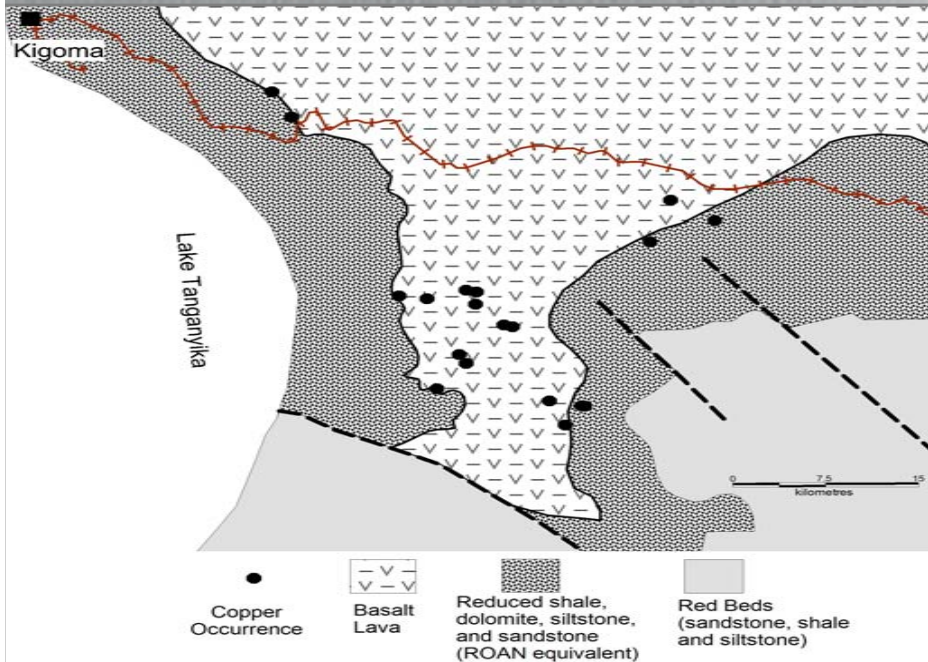 Kigoma
Lake Tanganyika
0 7.5 15
kilometres
Copper
Occurrence
Basalt
Lava
Reduced shale,
dolomite, siltstone,
and sandstone
(ROAN equivalent)
Red Beds
(sandstone, shale
and siltstone)